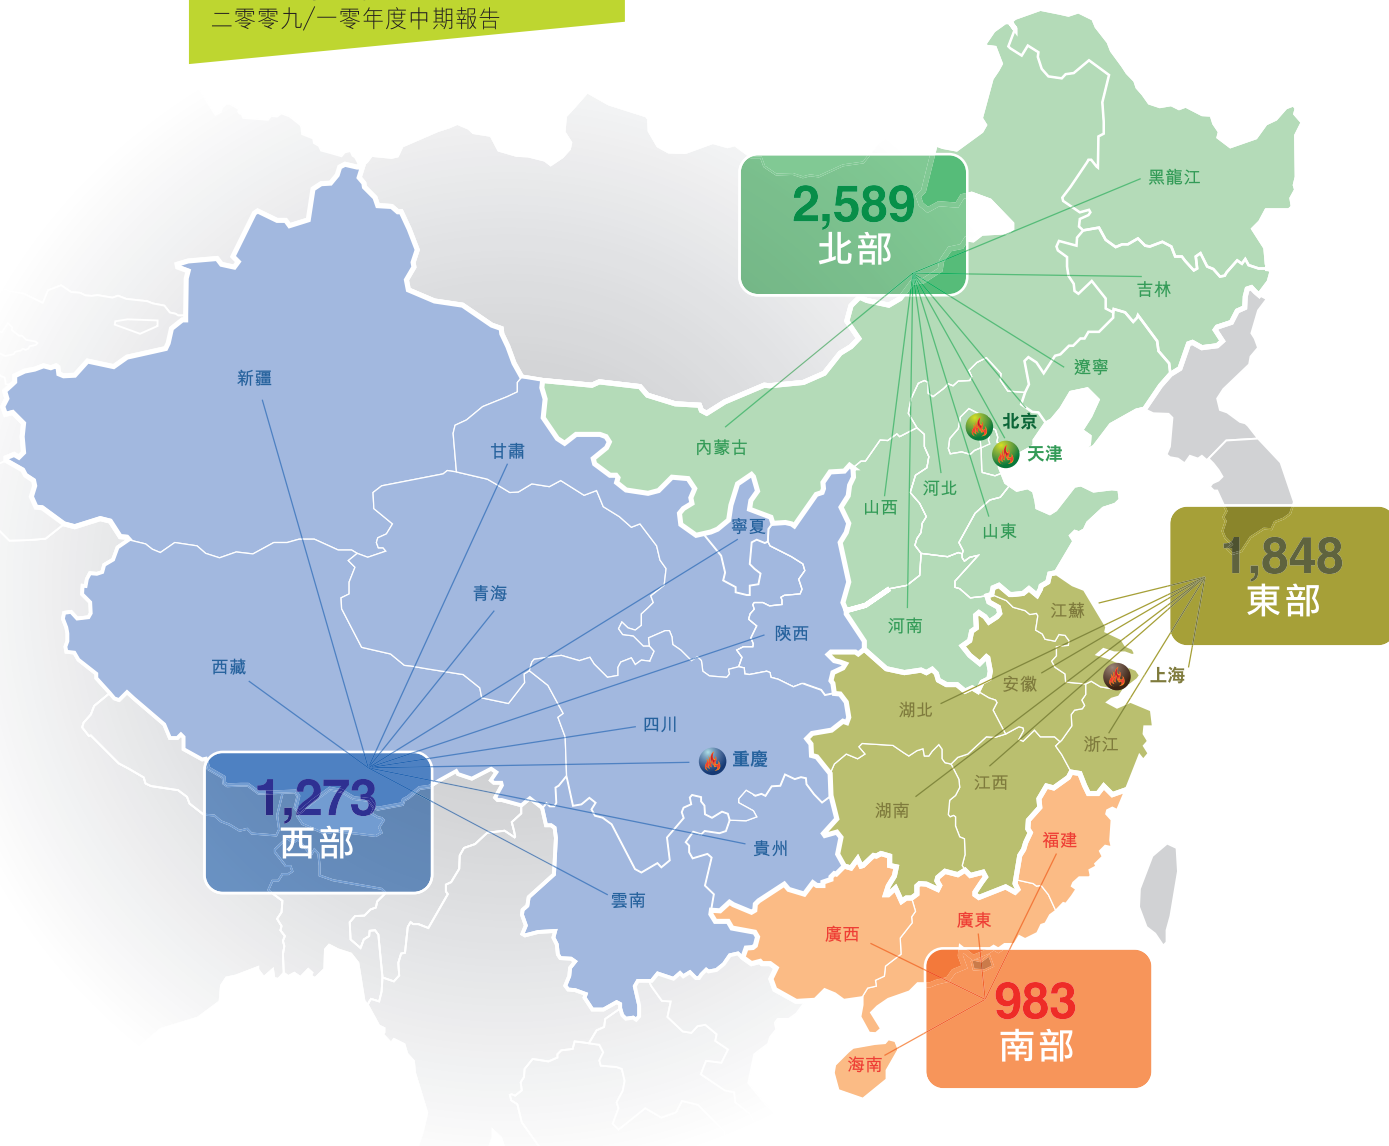 二零零九/一零年度中期報告
2,589
北部
黑龍江
吉林
遼寧
北京
天津
內蒙古
河北
山西
山東
河南
新疆
甘肅
寧夏
青海
陝西
西藏
四川
重慶
貴州
雲南
1,273
西部
1,848
東部
江蘇
上海
安徽
湖北
浙江
江西
湖南
福建
廣東
廣西
海南
983
南部